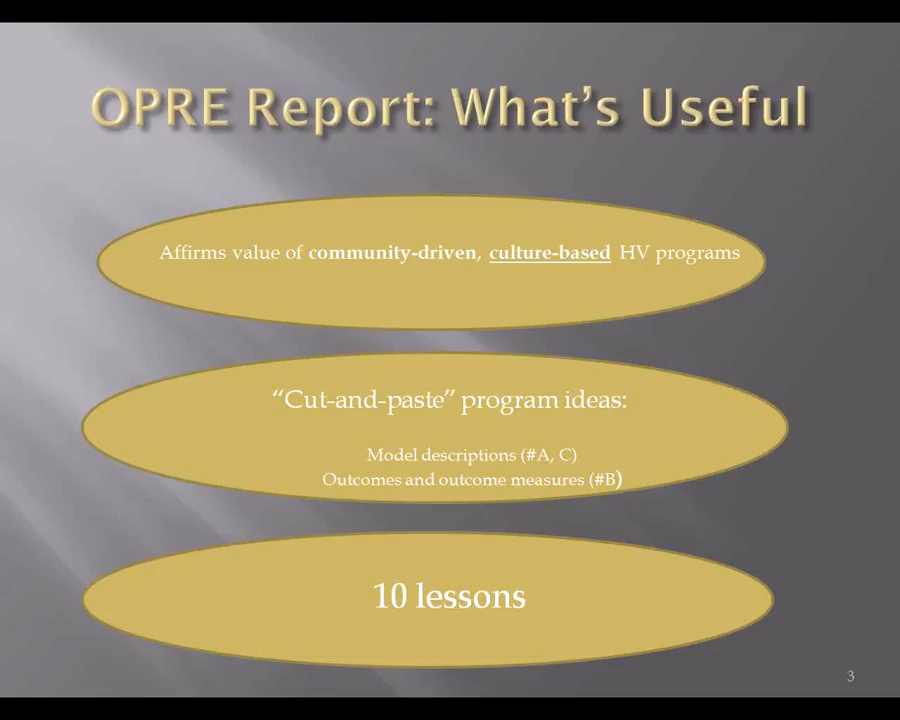 OPRE Report: What’s Useful
Affirms value of community-driven, culture-based HV programs
“Cut-and-paste” program ideas:
Model descriptions (#A, C)
Outcomes and outcome measures (#B)
10 lessons
3